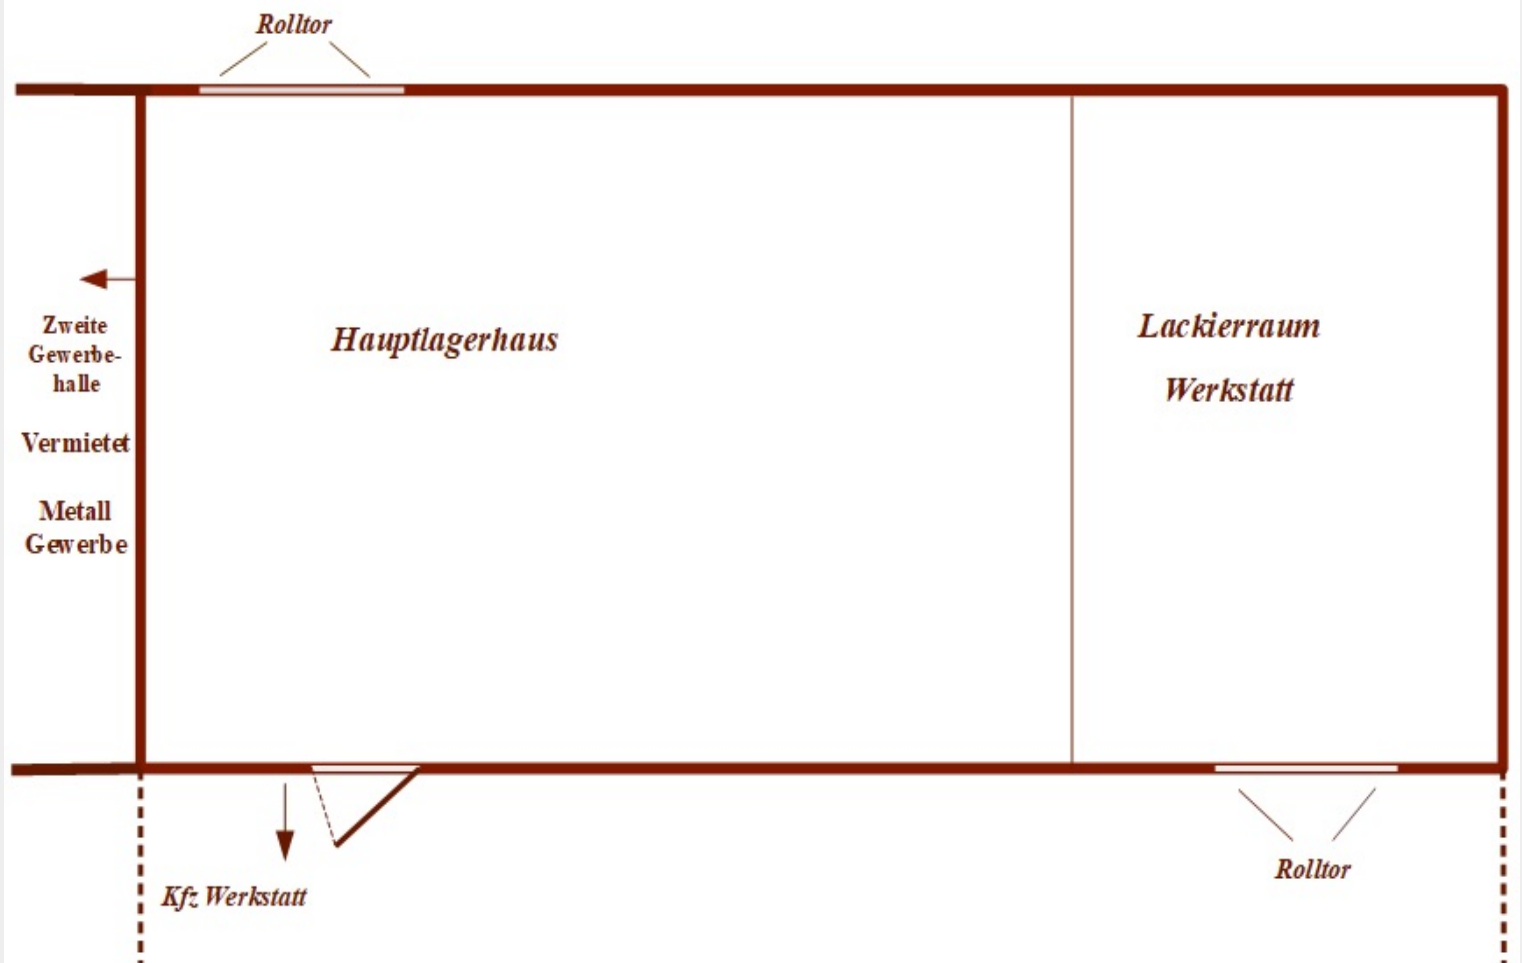 Rolltor
Zweite
Gewerbe-
halle
Vermietet
Metall
Gewerbe
Hauptlagerhaus
Lackierraum
Werkstatt
Kfz Werkstatt
Rolltor